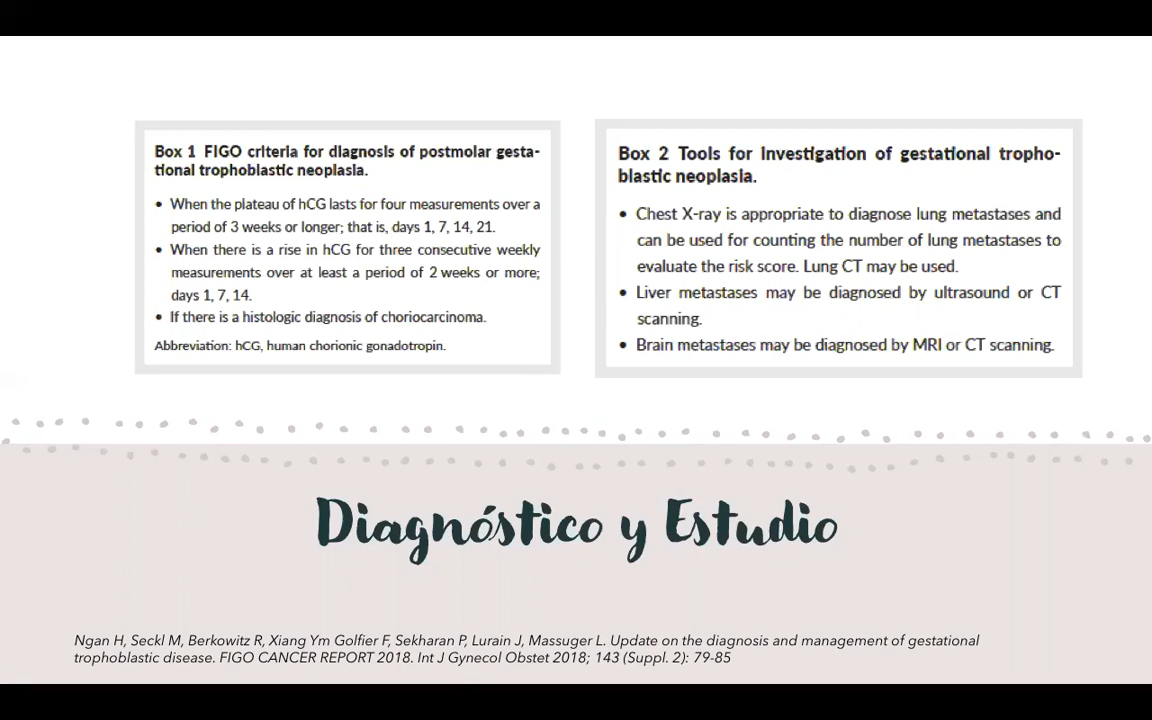 Box 1 FIGO criteria for diagnosis of postmolar gesta-
tional trophoblastic neoplasia.
• When the plateau of hCG lasts for four measurements over a
period of 3 weeks or longer; that is, days 1, 7, 14, 21.
• When there is a rise in hCG for three consecutive weekly
measurements over at least a period of 2 weeks or more;
days 1, 7, 14.
• If there is a histologic diagnosis of choriocarcinoma.
Abbreviation: hCG, human chorionic gonadotropin.
Box 2 Tools for investigation of gestational tropho-
blastic neoplasia.
• Chest X-ray is appropriate to diagnose lung metastases and
can be used for counting the number of lung metastases to
evaluate the risk score. Lung CT may be used.
• Liver metastases may be diagnosed by ultrasound or CT
scanning.
• Brain metastases may be diagnosed by MRI or CT scanning.
Diagnóstico y Estudio
Ngan H, Seckl M, Berkowitz R, Xiang Ym Golfier F, Sekharan P, Lurain J, Massuger L. Update on the diagnosis and management of gestational
trophoblastic disease. FIGO CANCER REPORT 2018. Int J Gynecol Obstet 2018; 143 (Suppl. 2): 79-85